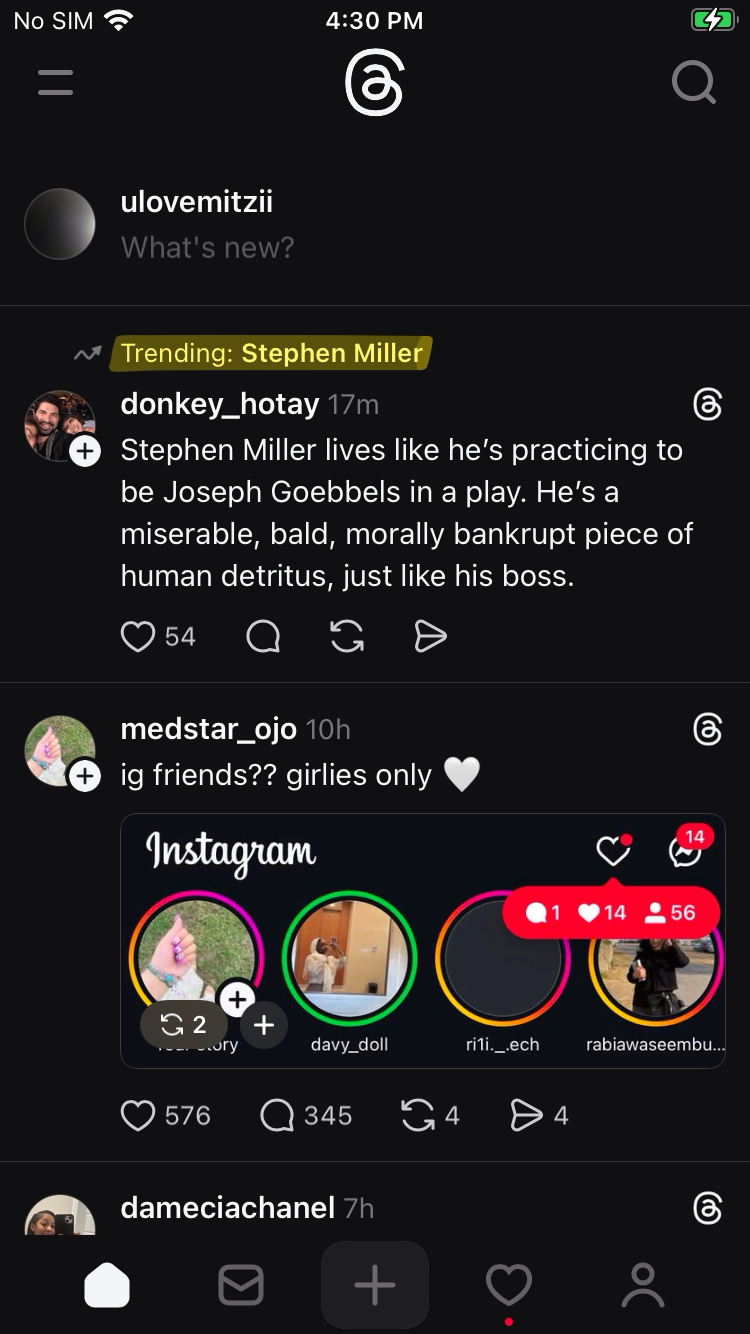 No SIM 4:30 PM
ulovemitzii
What's new?
Trending: Stephen Miller
donkey_hotay 17m
Stephen Miller lives like he’s practicing to
be Joseph Goebbels in a play. He’s a
miserable, bald, morally bankrupt piece of
human detritus, just like his boss.
54
medstar_ojo 10h
ig friends?? girlies only 🤍
Instagram 14
1 14 56
2
story davy_doll ri1i._.ech rabiawaseembu...
576 345 4 4
dameciachanel 7h